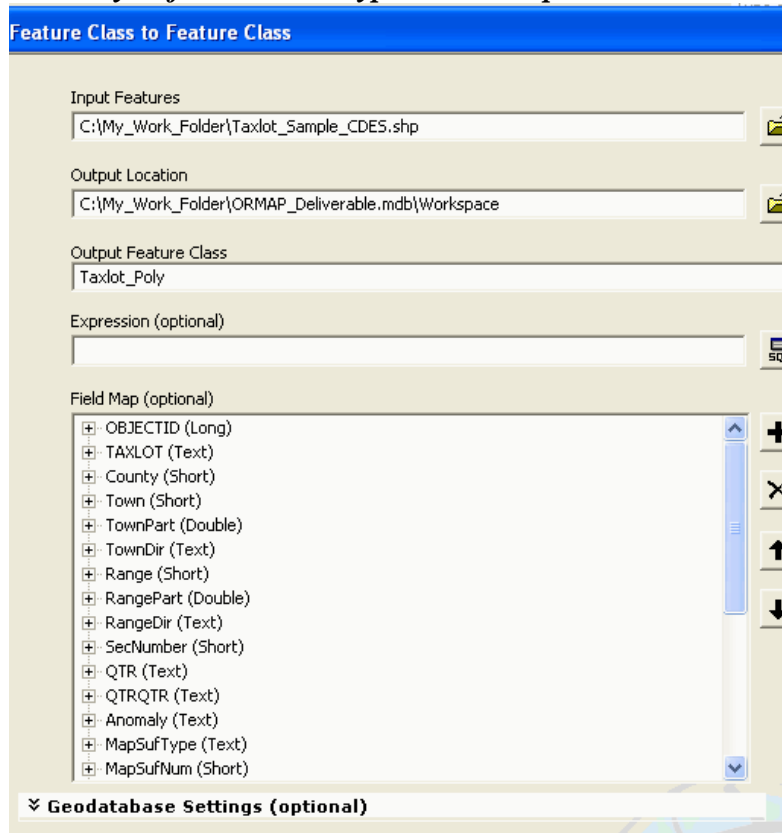 Feature Class to Feature Class
Input Features
C:\My_Work_Folder\Taxlot_Sample_CDES.shp
Output Location
C:\My_Work_Folder\ORMAP_Deliverable.mdb\Workspace
Output Feature Class
Taxlot_Poly
Expression (optional)
Field Map (optional)
OBJECTID (Long)
TAXLOT (Text)
County (Short)
Town (Short)
TownPart (Double)
TownDir (Text)
Range (Short)
RangePart (Double)
RangeDir (Text)
SecNumber (Short)
QTR (Text)
QTRQTR (Text)
Anomaly (Text)
MapSufType (Text)
MapSufNum (Short)
Geodatabase Settings (optional)